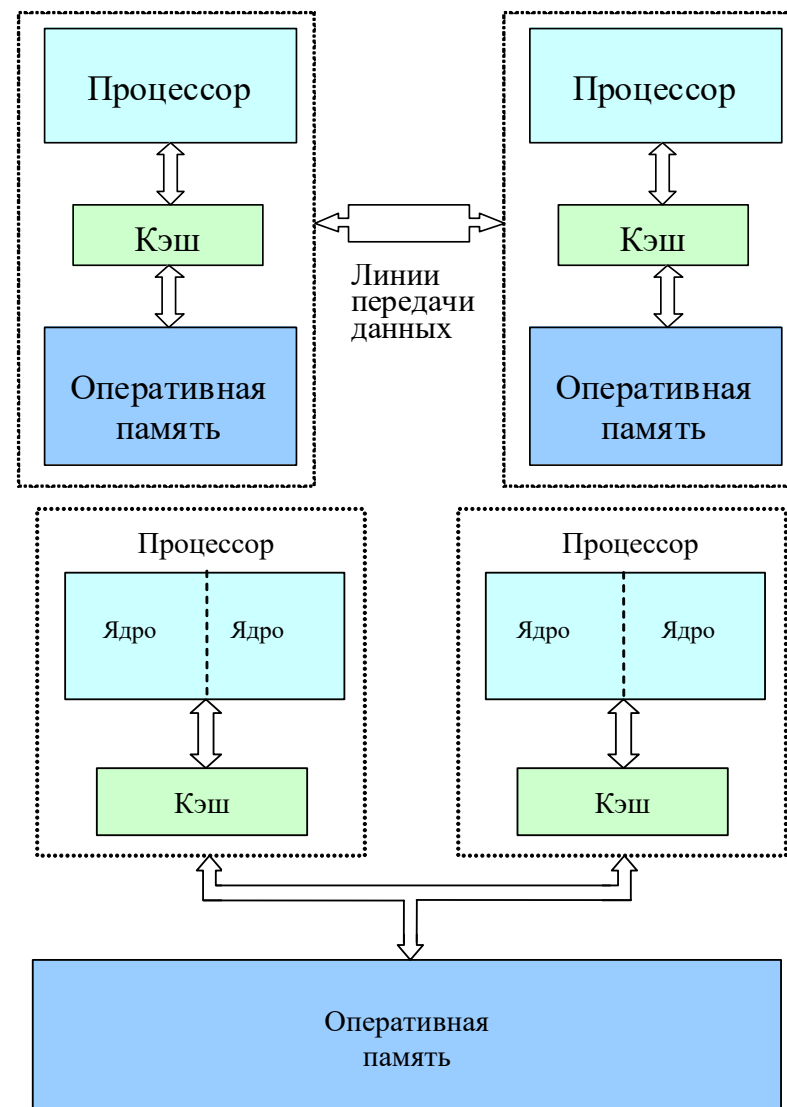 Процессор
Процессор
Кэш
Кэш
Линии
передачи
данных
Оперативная
память
Оперативная
память
Процессор
Процессор
Ядро
Ядро
Ядро
Ядро
Кэш
Кэш
Оперативная
память